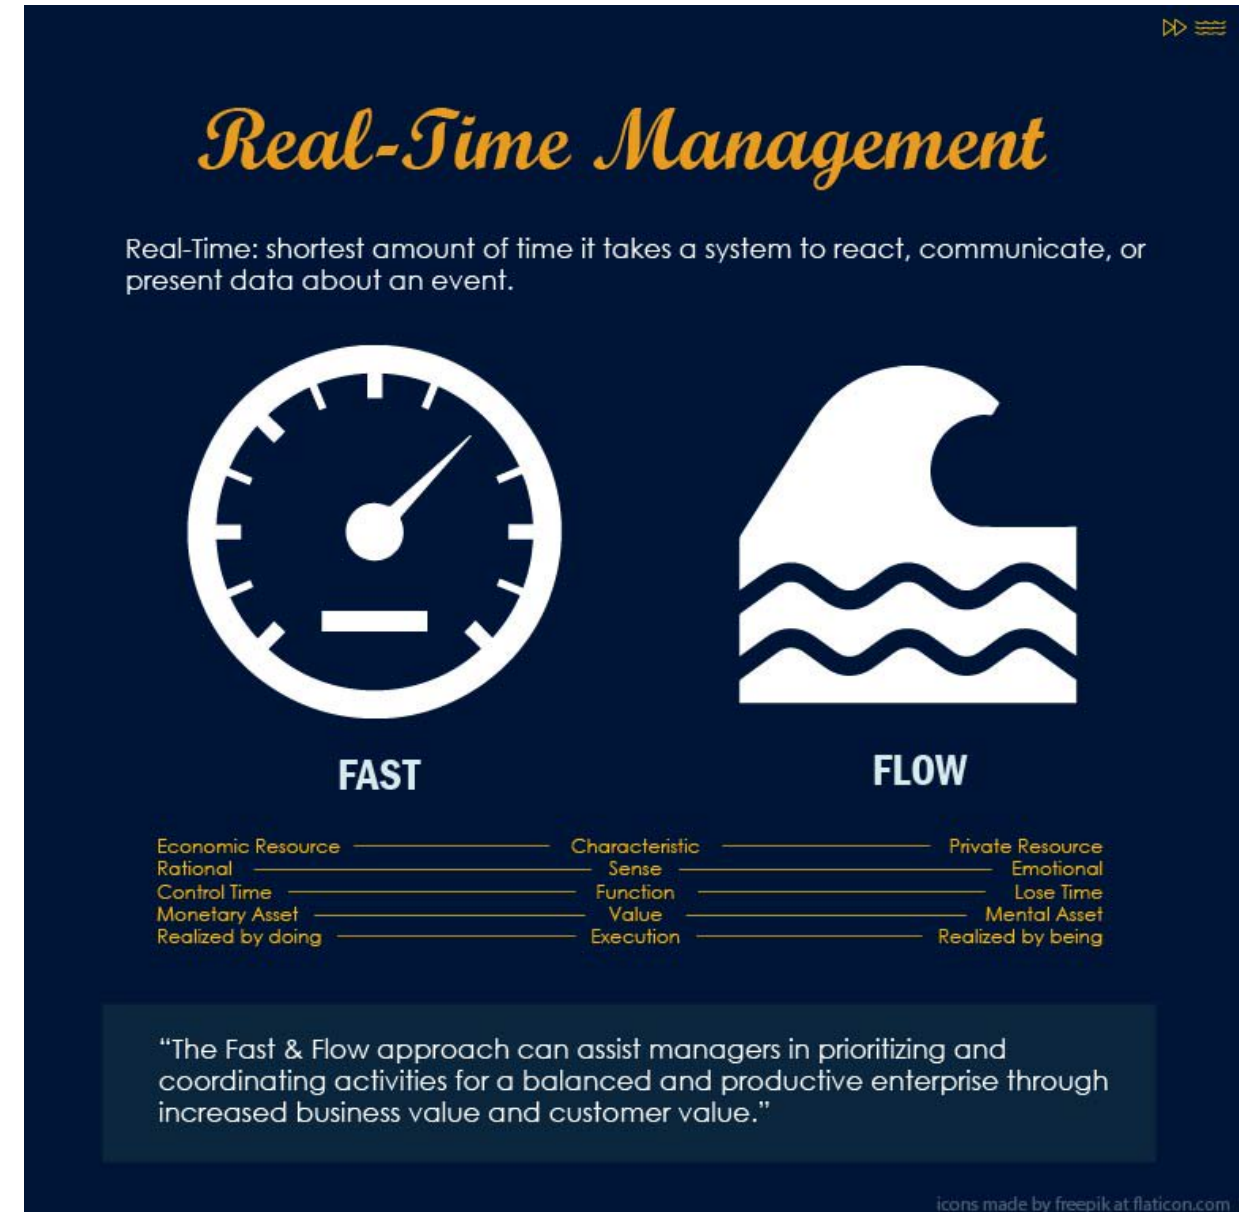 Real-Time Management
Real-Time: shortest amount of time it takes a system to react, communicate, or
present data about an event.
FAST
FLOW
Economic Resource Characteristic Private Resource
Rational Sense Emotional
Control Time Function Lose Time
Monetary Asset Value Mental Asset
Realized by doing Execution Realized by being
“The Fast & Flow approach can assist managers in prioritizing and
coordinating activities for a balanced and productive enterprise through
increased business value and customer value.”
icons made by freepik at flaticon.com